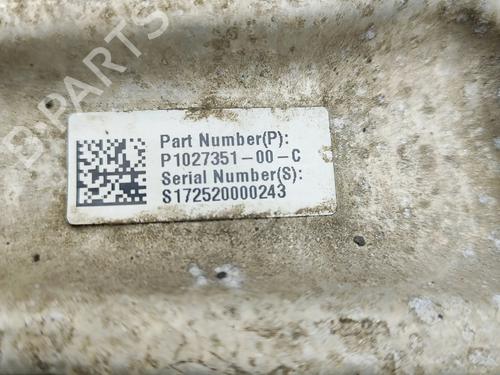 Part Number(P):
P1027351-00-C
Serial Number(S):
S172520000243
B-PARTS